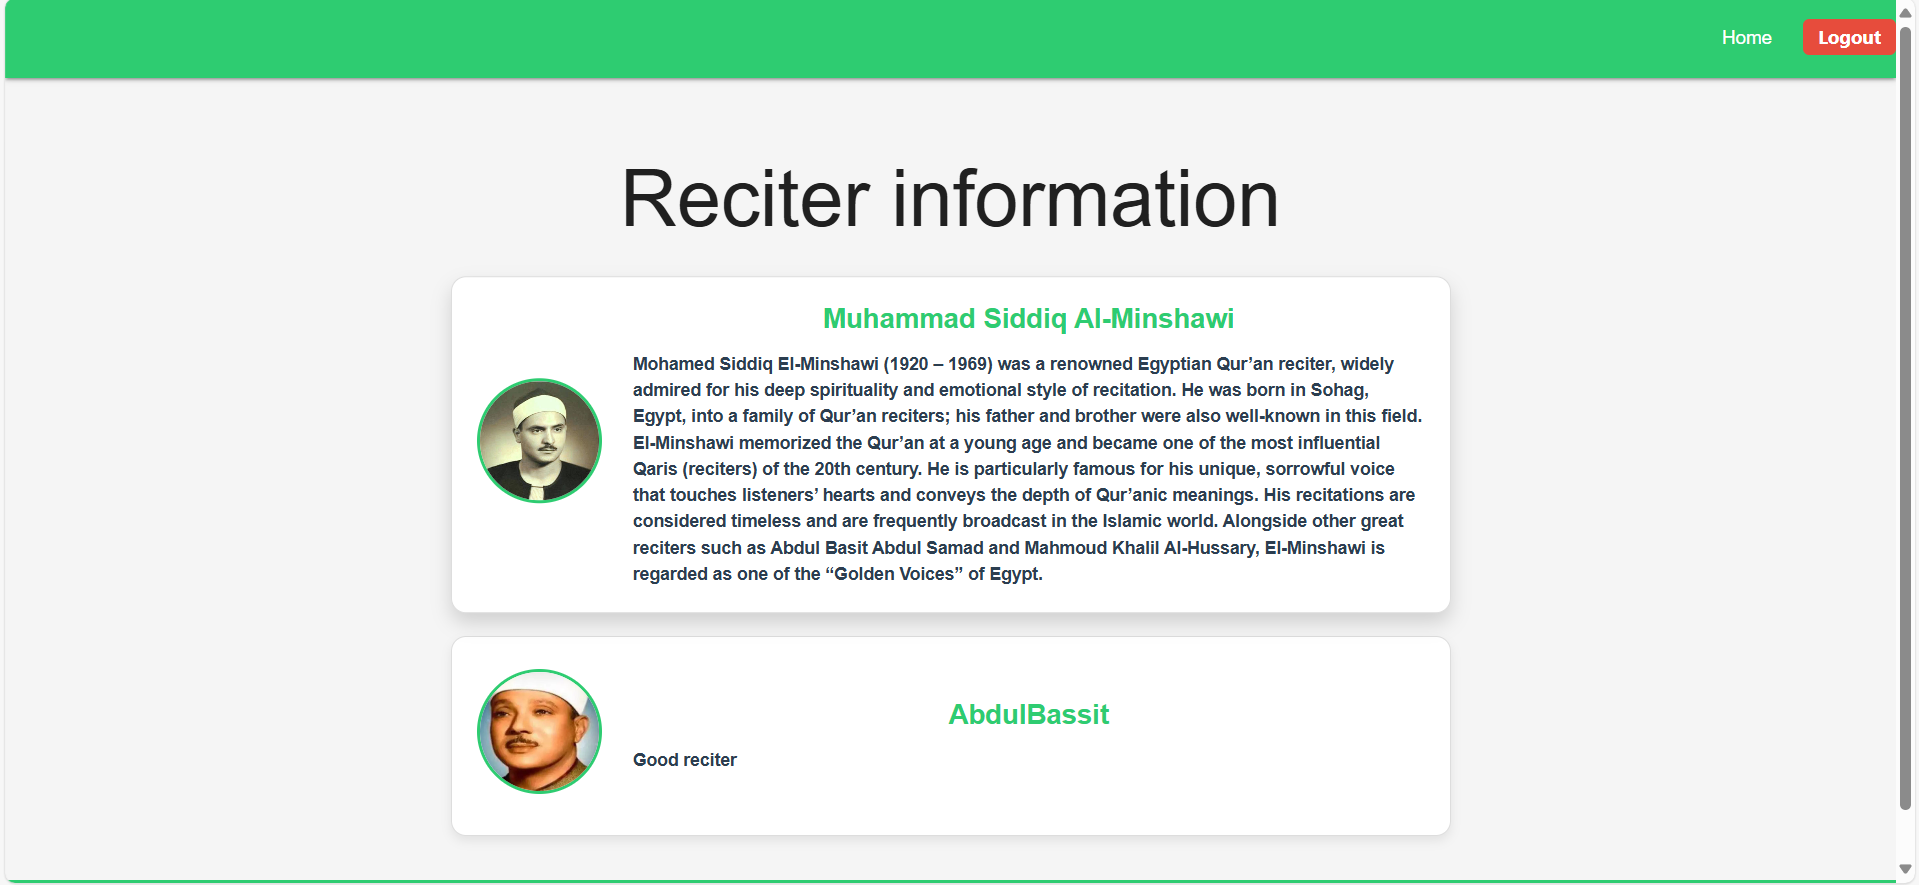 Home
Logout
Reciter information
Muhammad Siddiq Al-Minshawi
Mohamed Siddiq El-Minshawi (1920 – 1969) was a renowned Egyptian Qur’an reciter, widely
admired for his deep spirituality and emotional style of recitation. He was born in Sohag,
Egypt, into a family of Qur’an reciters; his father and brother were also well-known in this field.
El-Minshawi memorized the Qur’an at a young age and became one of the most influential
Qaris (reciters) of the 20th century. He is particularly famous for his unique, sorrowful voice
that touches listeners’ hearts and conveys the depth of Qur’anic meanings. His recitations are
considered timeless and are frequently broadcast in the Islamic world. Alongside other great
reciters such as Abdul Basit Abdul Samad and Mahmoud Khalil Al-Hussary, El-Minshawi is
regarded as one of the “Golden Voices” of Egypt.
AbdulBassit
Good reciter